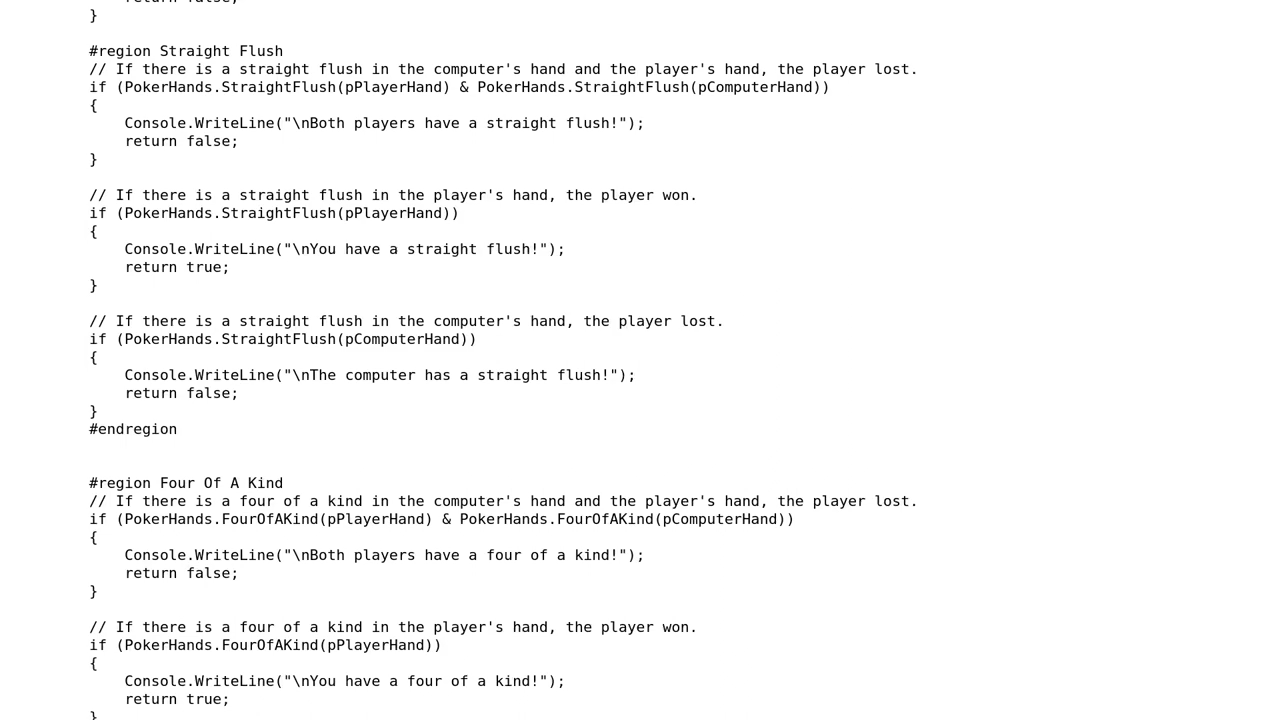 return false;
}
#region Straight Flush
// If there is a straight flush in the computer's hand and the player's hand, the player lost.
if (PokerHands.StraightFlush(pPlayerHand) & PokerHands.StraightFlush(pComputerHand))
{
Console.WriteLine("\nBoth players have a straight flush!");
return false;
}
// If there is a straight flush in the player's hand, the player won.
if (PokerHands.StraightFlush(pPlayerHand))
{
Console.WriteLine("\nYou have a straight flush!");
return true;
}
// If there is a straight flush in the computer's hand, the player lost.
if (PokerHands.StraightFlush(pComputerHand))
{
Console.WriteLine("\nThe computer has a straight flush!");
return false;
}
#endregion
#region Four Of A Kind
// If there is a four of a kind in the computer's hand and the player's hand, the player lost.
if (PokerHands.FourOfAKind(pPlayerHand) & PokerHands.FourOfAKind(pComputerHand))
{
Console.WriteLine("\nBoth players have a four of a kind!");
return false;
}
// If there is a four of a kind in the player's hand, the player won.
if (PokerHands.FourOfAKind(pPlayerHand))
{
Console.WriteLine("\nYou have a four of a kind!");
return true;
}